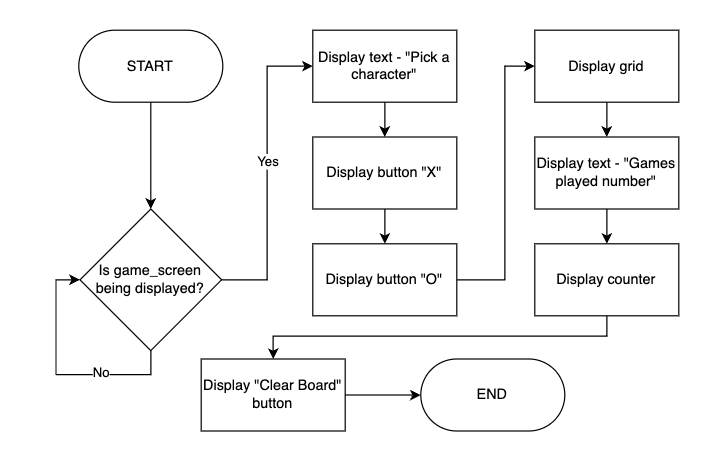 START
Is game_screen
being displayed?
No
Yes
Display text - "Pick a
character"
Display button "X"
Display button "O"
Display grid
Display text - "Games
played number"
Display counter
Display "Clear Board"
button
END